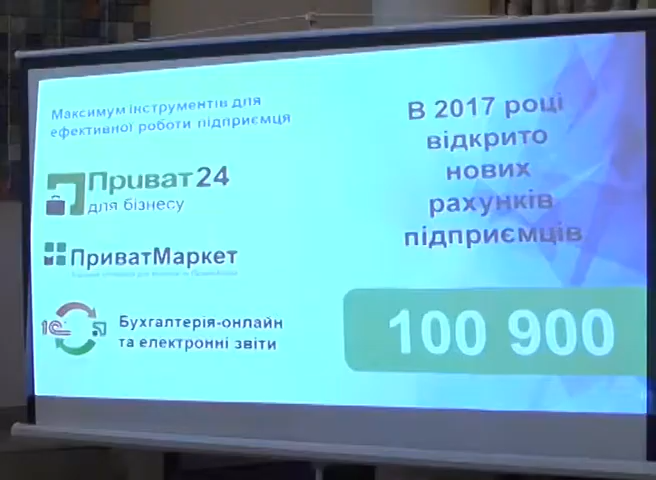 Максимум інструментів для
ефективної роботи підприємця
Приват24
для бізнесу
ПриватМаркет
1С
Бухгалтерія-онлайн
та електронні звіти
В 2017 році
відкрито
нових
рахунків
підприємців
100 900